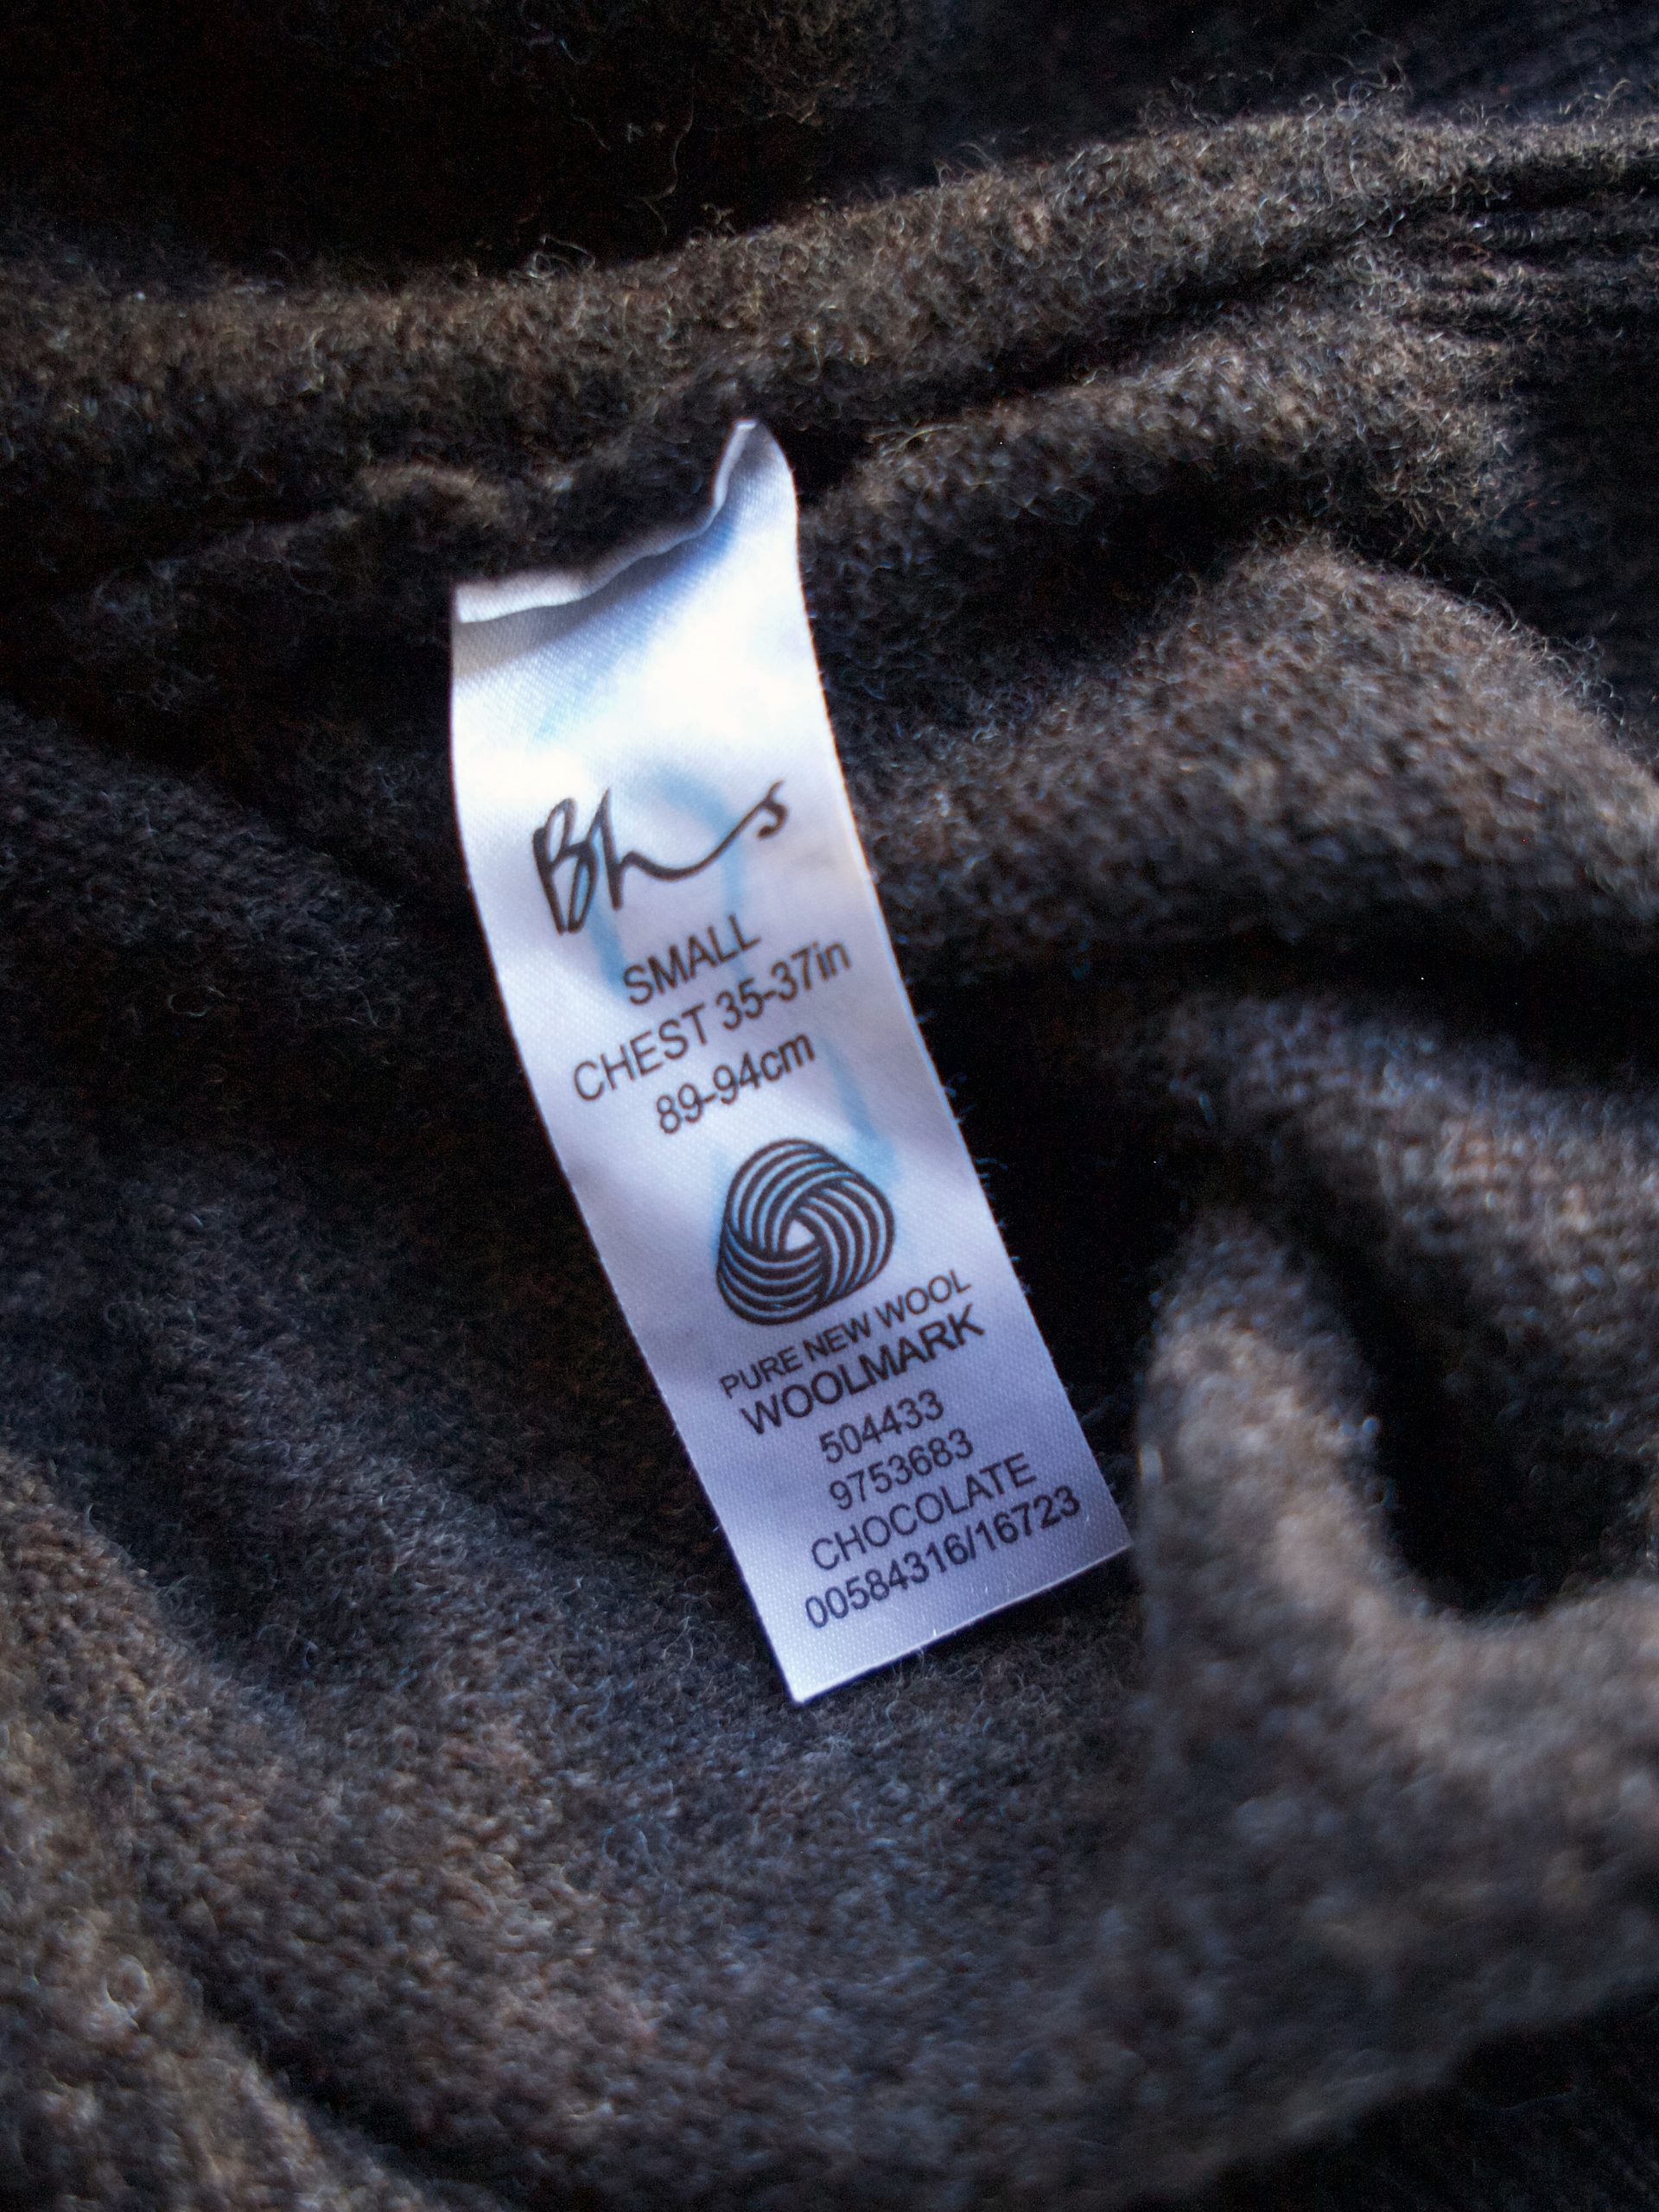 Bhs
SMALL
CHEST 35-37in
89-94cm
PURE NEW WOOL
WOOLMARK
504433
9753683
CHOCOLATE
00584316/16723